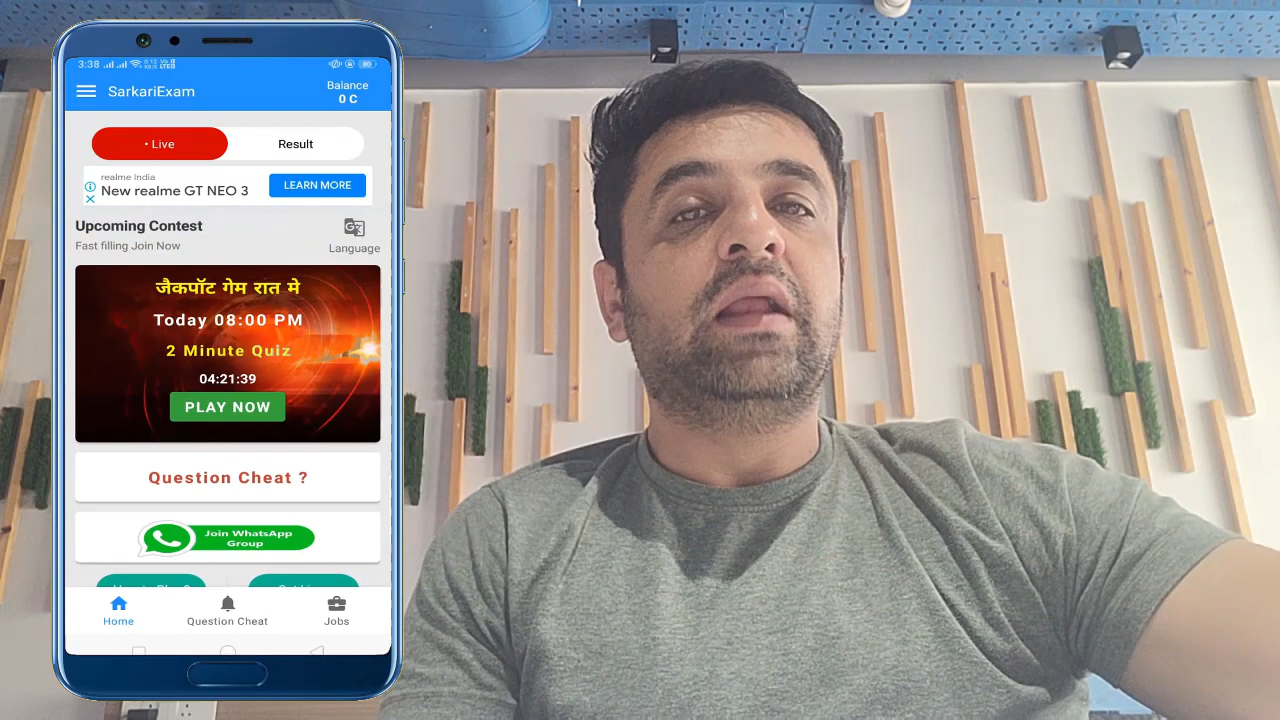 3:38
80
SarkariExam
Balance
0 C
• Live
Result
realme India
New realme GT NEO 3
LEARN MORE
Upcoming Contest
Fast filling Join Now
Language
जैकपॉट गेम रात मे
Today 08:00 PM
2 Minute Quiz
04:21:39
PLAY NOW
Question Cheat ?
Join WhatsApp
Group
Home
Question Cheat
Jobs